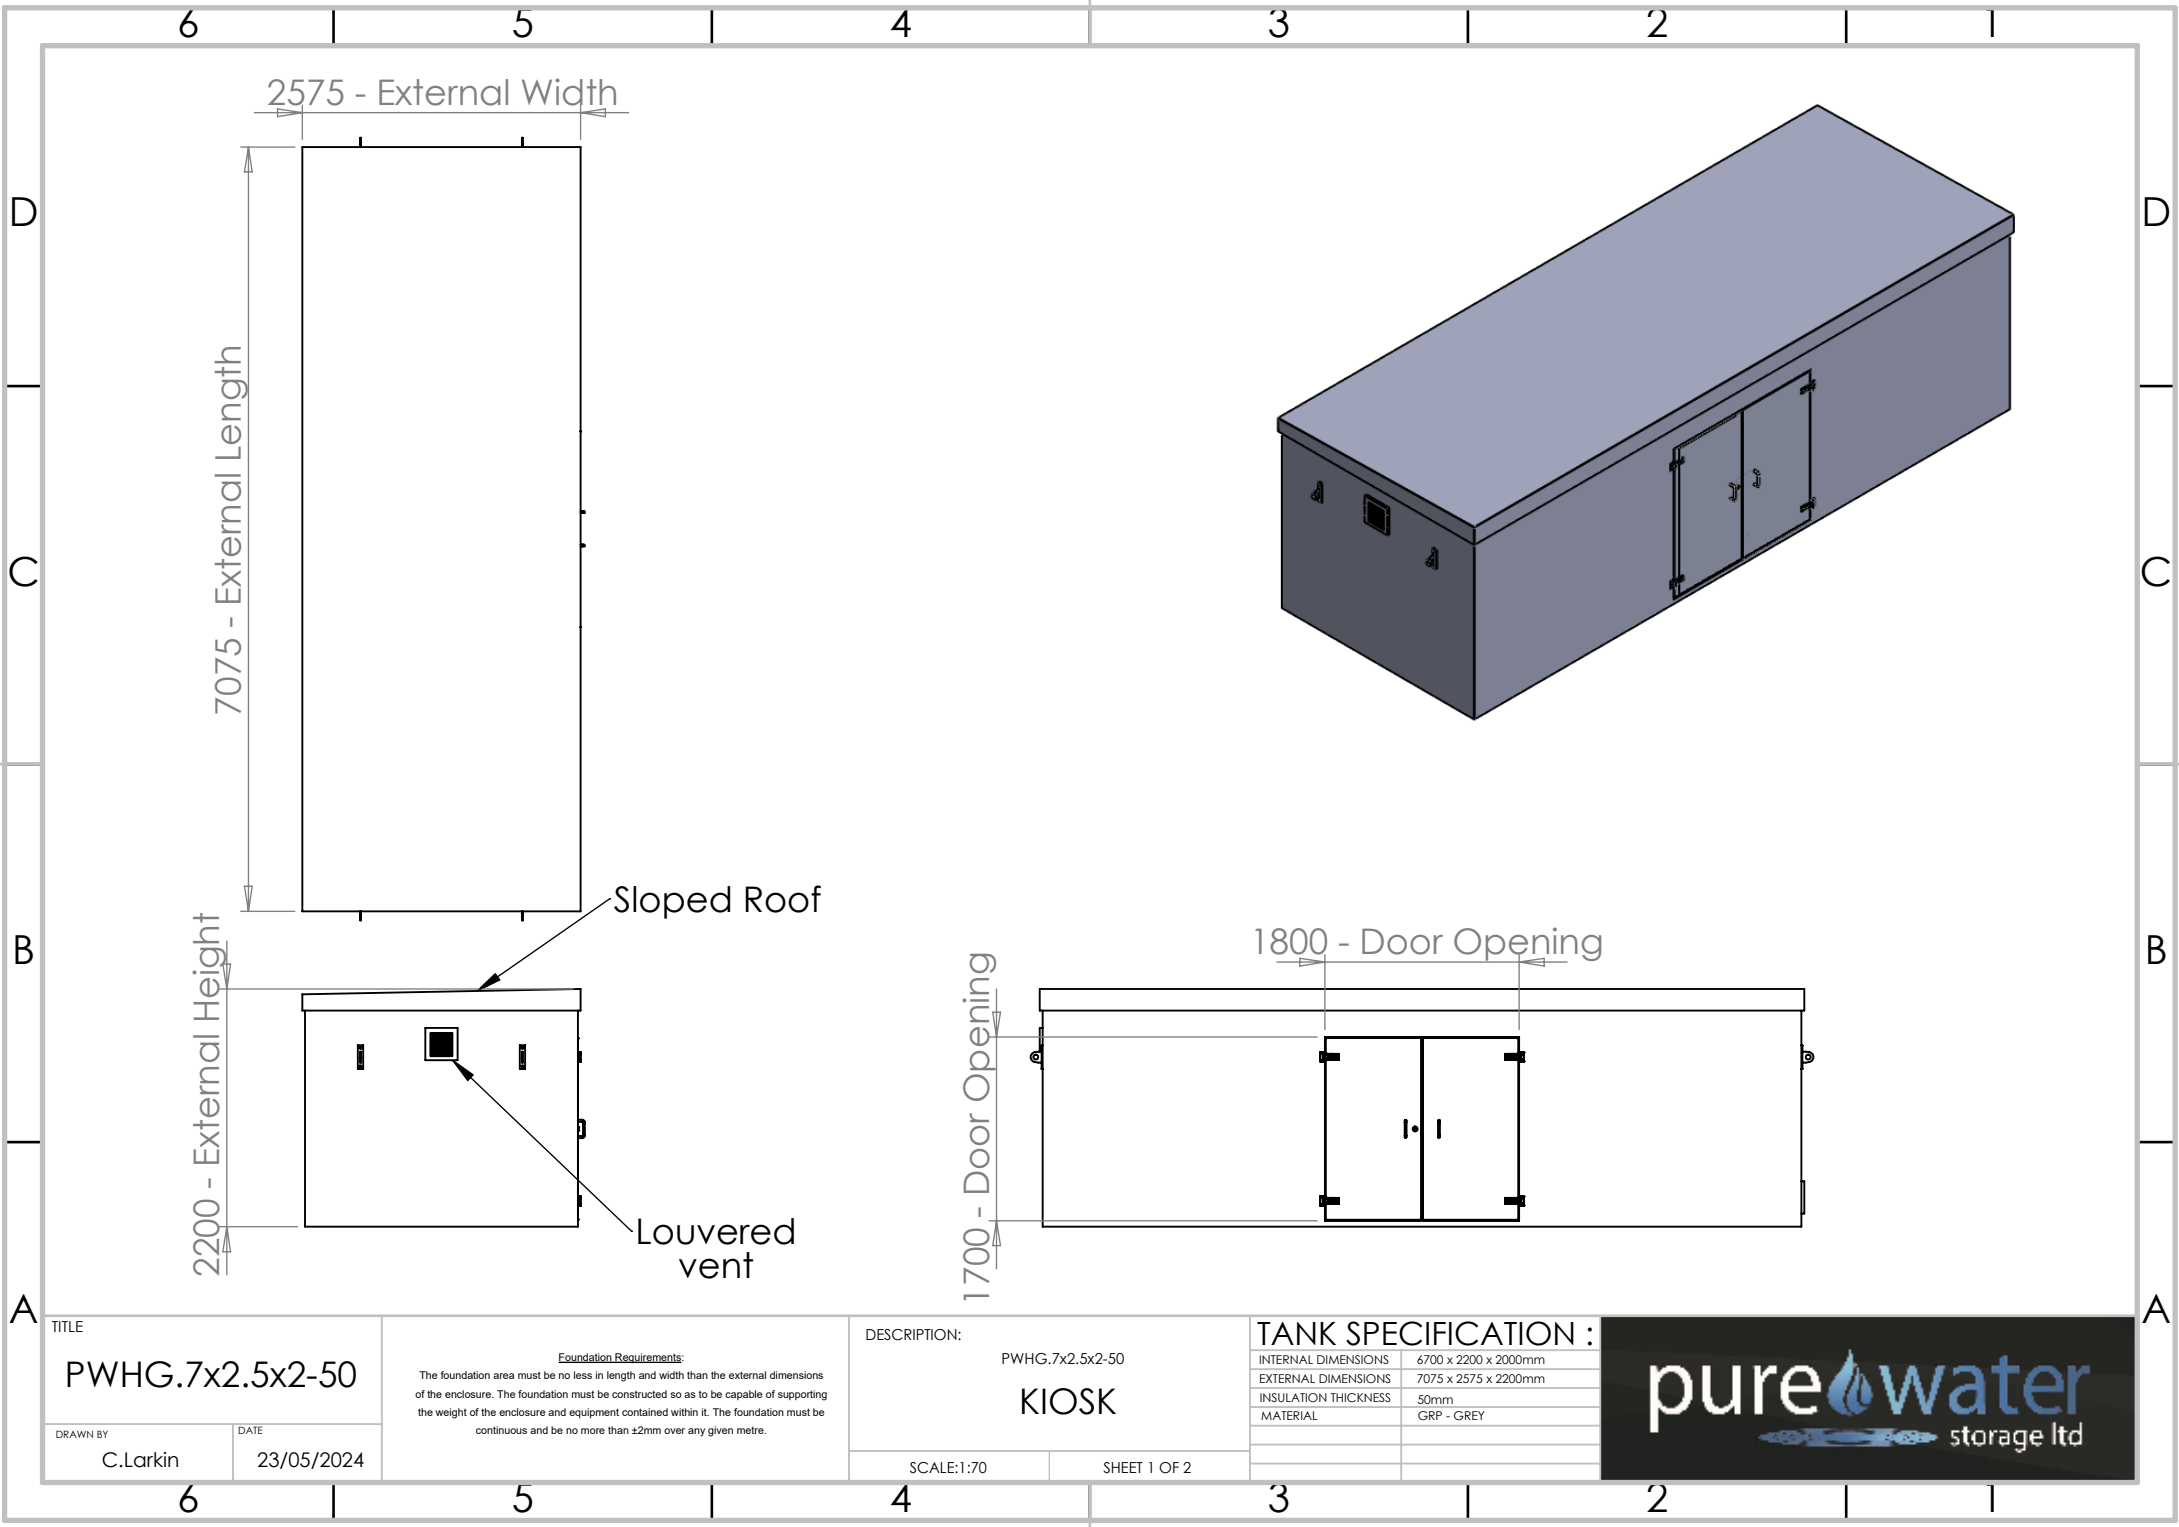 6 5 4 3 2 1
D D
C C
B B
A A
2575 - External Width
7075 - External Length
Sloped Roof
2200 - External Height
Louvered
vent
1800 - Door Opening
1700 - Door Opening
TITLE
PWHG.7x2.5x2-50
DRAWN BY
C.Larkin
DATE
23/05/2024
Foundation Requirements:
The foundation area must be no less in length and width than the external dimensions
of the enclosure. The foundation must be constructed so as to be capable of supporting
the weight of the enclosure and equipment contained within it. The foundation must be
continuous and be no more than ±2mm over any given metre.
DESCRIPTION:
PWHG.7x2.5x2-50
KIOSK
SCALE:1:70
SHEET 1 OF 2
TANK SPECIFICATION :
INTERNAL DIMENSIONS 6700 x 2200 x 2000mm
EXTERNAL DIMENSIONS 7075 x 2575 x 2200mm
INSULATION THICKNESS 50mm
MATERIAL GRP - GREY
pure water
storage ltd
6 5 4 3 2 1